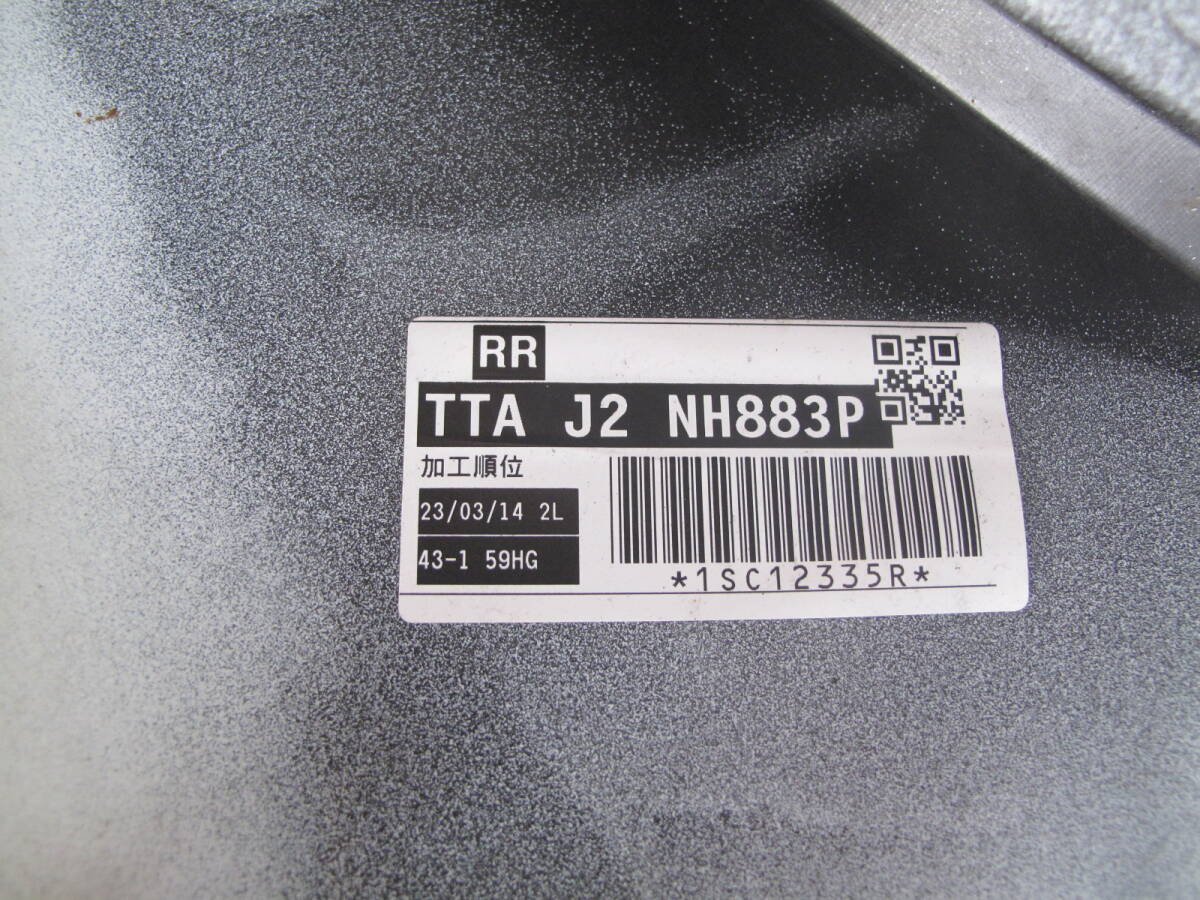 RR
TTA J2 NH883P
加工順位
23/03/14 2L
43-1 59HG
*1SC12335R*